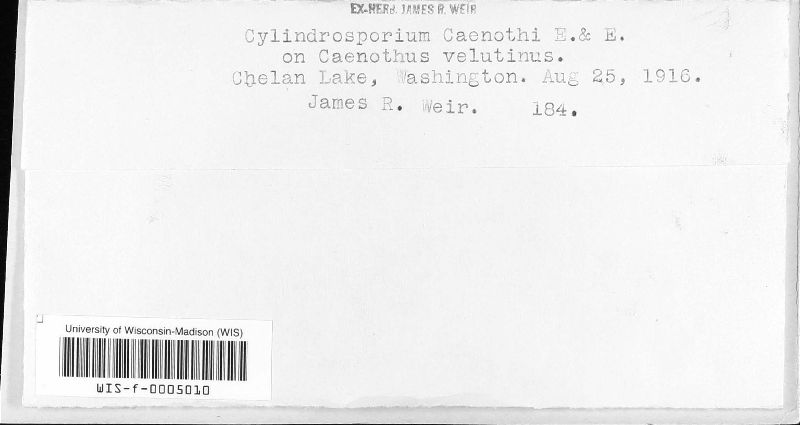 EX-HERB. JAMES R. WEIR
Cylindrosporium Caenothi E.& E.
on Caenothus velutinus.
Chelan Lake, Washington. Aug 25, 1916.
James R. Weir. 184.
University of Wisconsin-Madison (WIS)
WIS-f-0005010